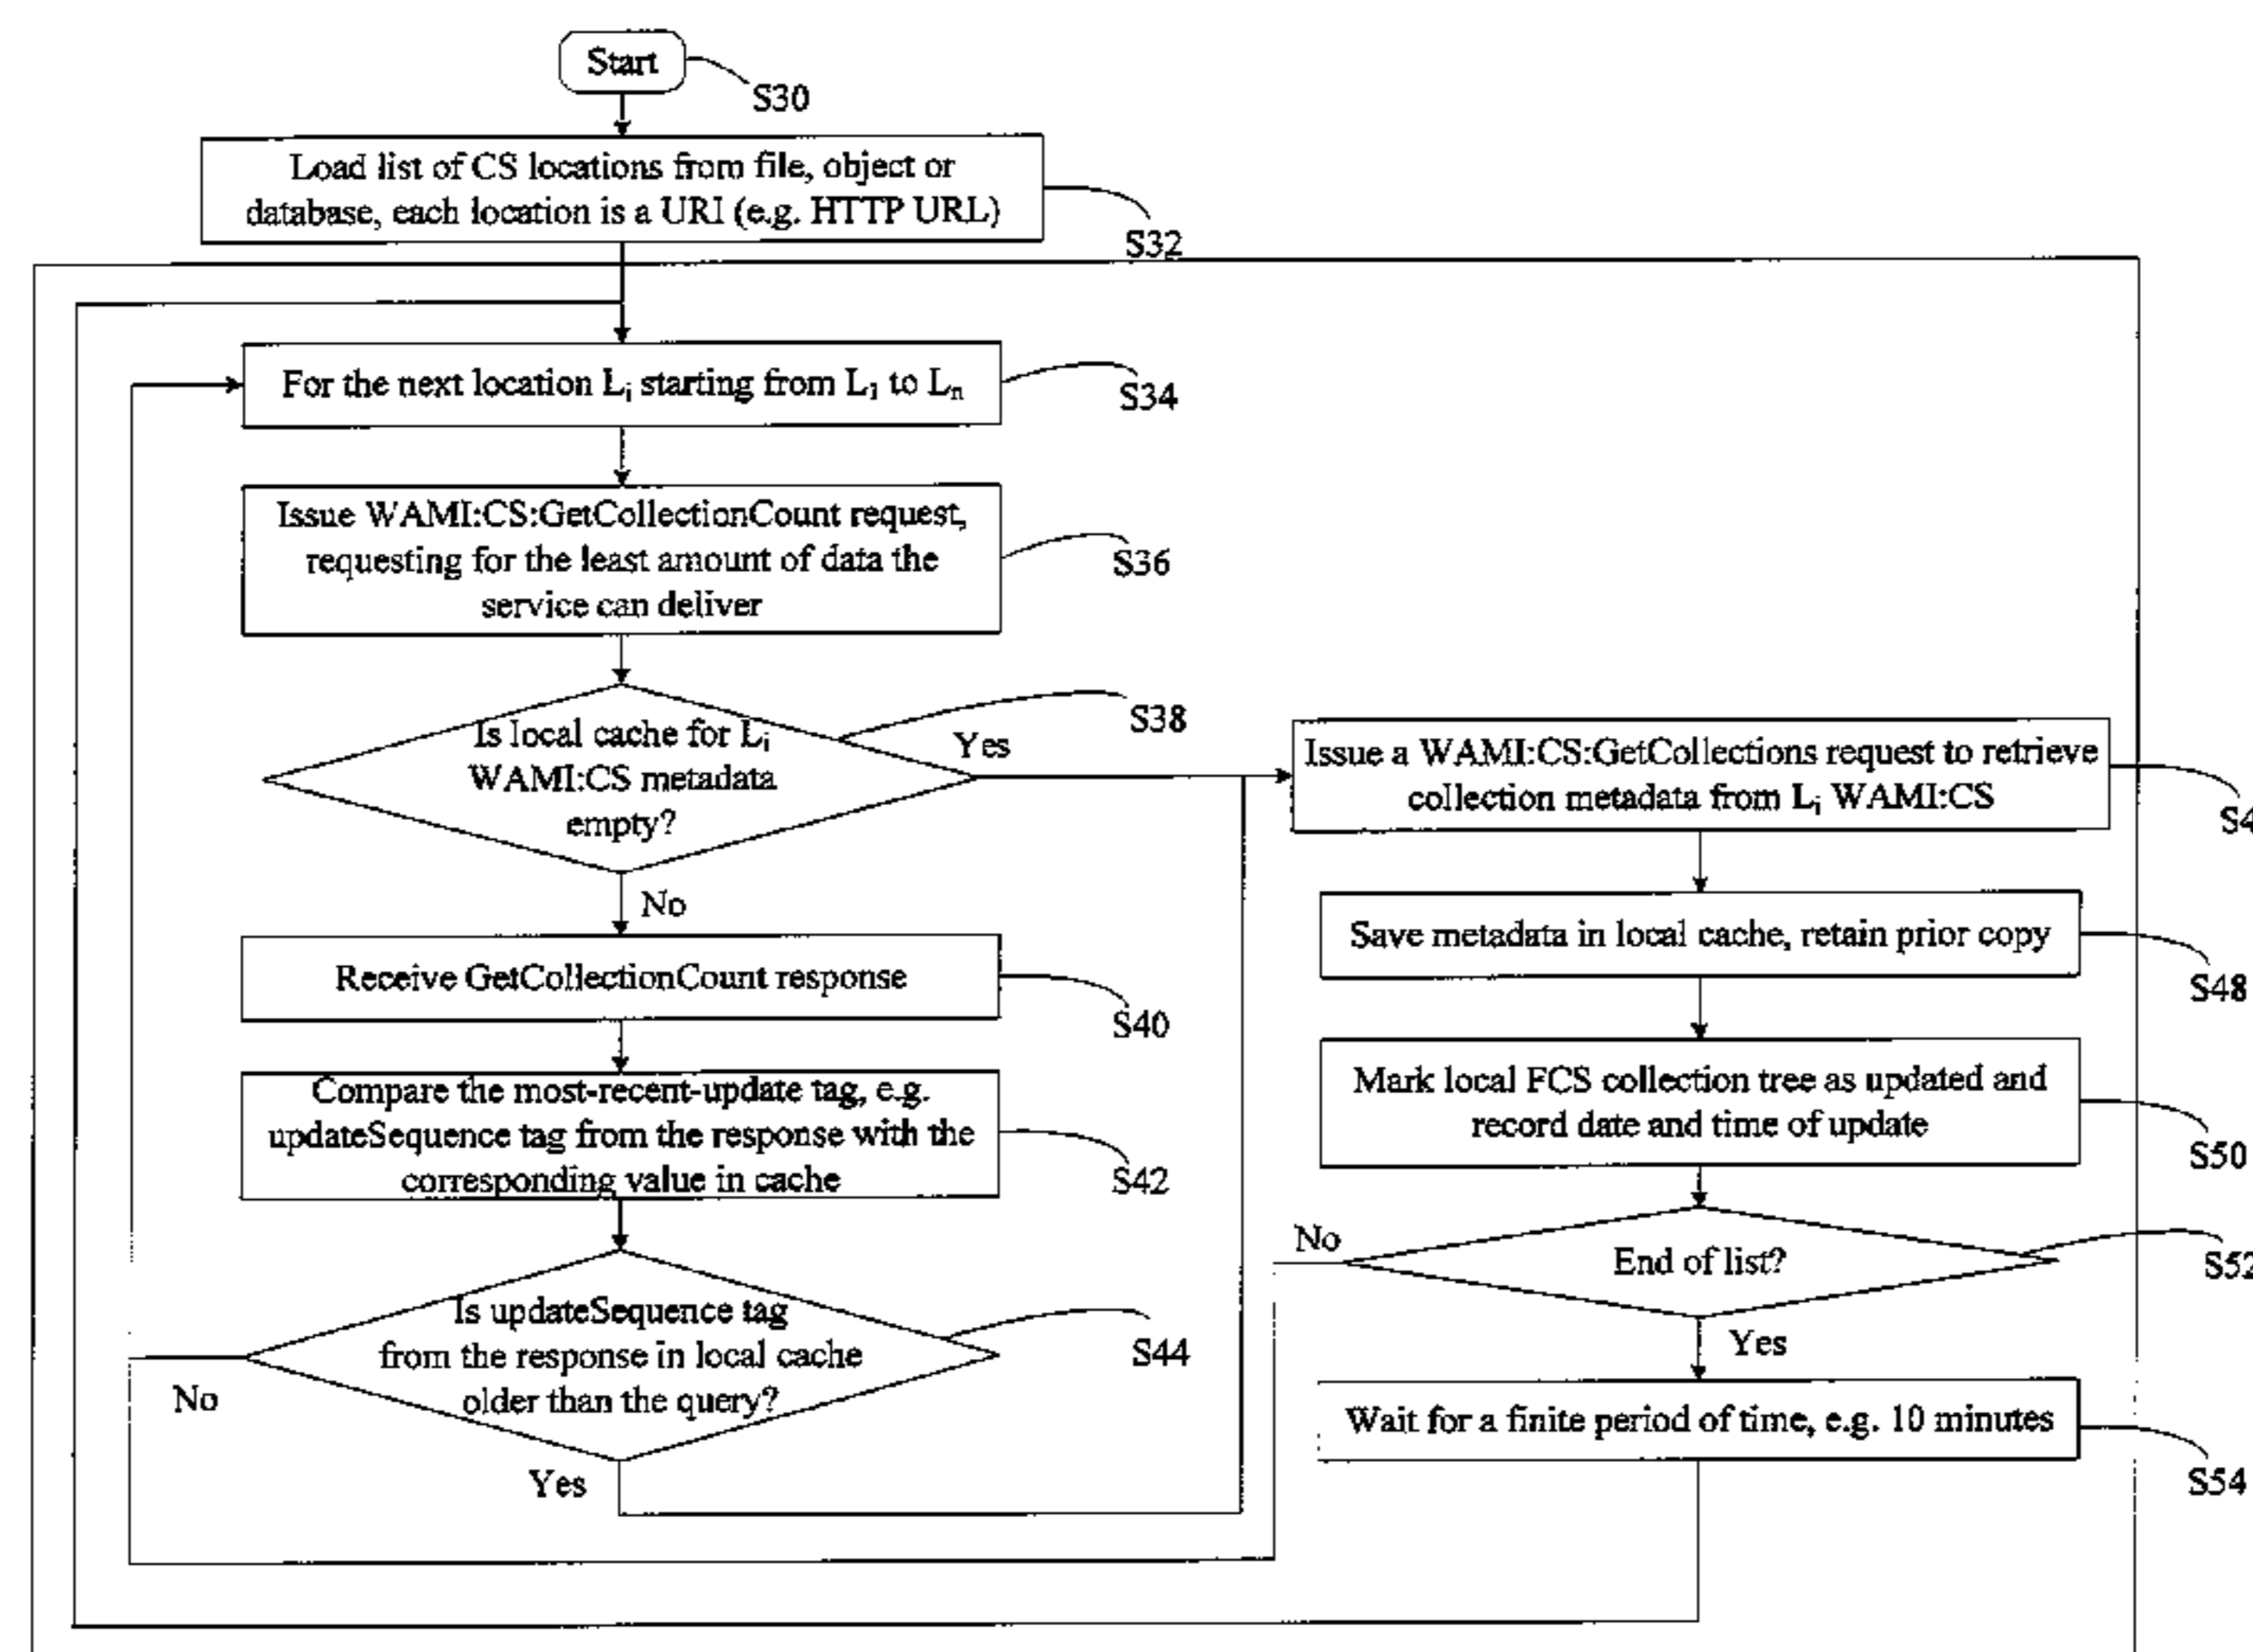 Start
S30
Load list of CS locations from file, object or
database, each location is a URI (e.g. HTTP URL)
S32
For the next location Li starting from L1 to Ln
S34
Issue WAMI:CS:GetCollectionCount request,
requesting for the least amount of data the
service can deliver
S36
Is local cache for Li
WAMI:CS metadata
empty?
S38
Yes
No
Issue a WAMI:CS:GetCollections request to retrieve
collection metadata from Li WAMI:CS
S4
Receive GetCollectionCount response
S40
Save metadata in local cache, retain prior copy
S48
Compare the most-recent-update tag, e.g.
updateSequence tag from the response with the
corresponding value in cache
S42
Mark local FCS collection tree as updated and
record date and time of update
S50
Is updateSequence tag
from the response in local cache
older than the query?
S44
No
Yes
End of list?
S52
No
Yes
Wait for a finite period of time, e.g. 10 minutes
S54